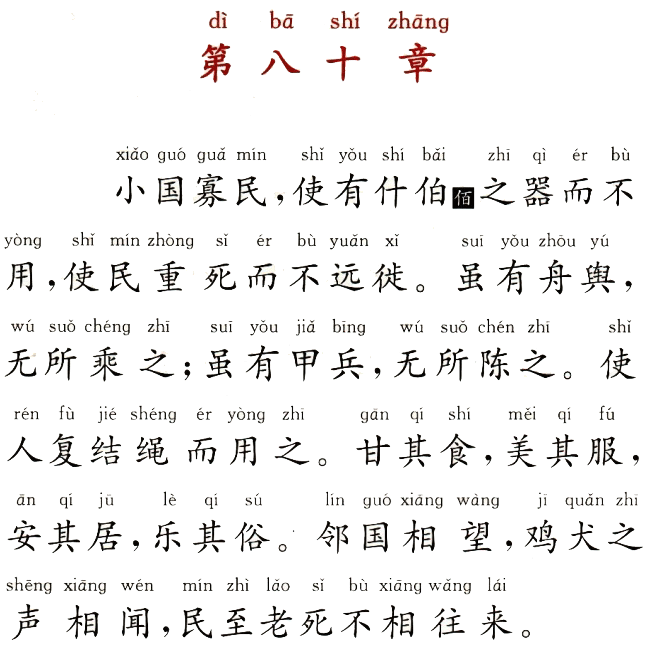 dì bā shí zhāng
第八十章
xiǎo guó guǎ mín shǐ yǒu shí bǎi zhī qì ér bù
小国寡民，使有什伯佰之器而不
yòng shǐ mín zhòng sǐ ér bù yuǎn xǐ suī yǒu zhōu yú
用，使民重死而不远徙。虽有舟舆，
wú suǒ chéng zhī suī yǒu jiǎ bīng wú suǒ chén zhī shǐ
无所乘之；虽有甲兵，无所陈之。使
rén fù jié shéng ér yòng zhī gān qí shí měi qí fú
人复结绳而用之。甘其食，美其服，
ān qí jū lè qí sú lín guó xiāng wàng jī quǎn zhī
安其居，乐其俗。邻国相望，鸡犬之
shēng xiāng wén mín zhì lǎo sǐ bù xiāng wǎng lái
声相闻，民至老死不相往来。